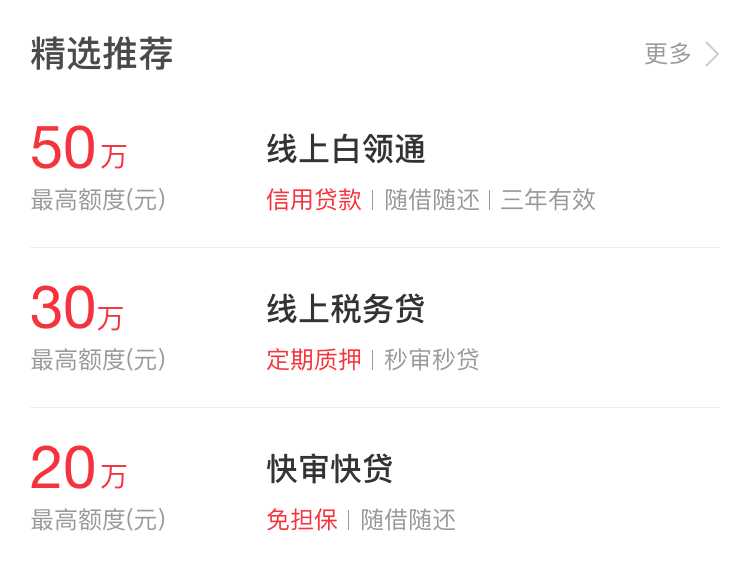 精选推荐 更多
50万 线上白领通
最高额度(元) 信用贷款 | 随借随还 | 三年有效
30万 线上税务贷
最高额度(元) 定期质押 | 秒审秒贷
20万 快审快贷
最高额度(元) 免担保 | 随借随还